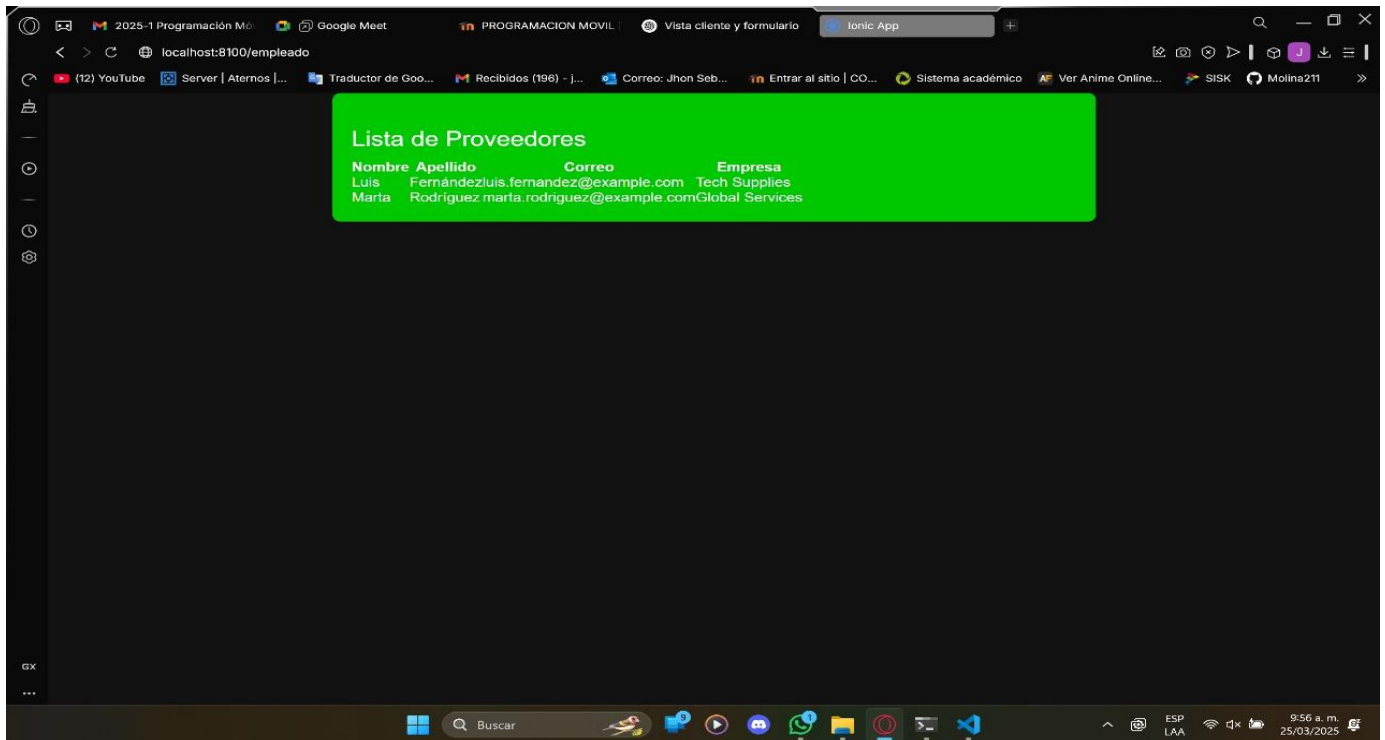 2025-1 Programación Mó
Google Meet
PROGRAMACION MOVIL
Vista cliente y formulario
Ionic App
localhost:8100/empleado
J
(12) YouTube
Server | Aternos |...
Traductor de Goo...
Recibidos (196) - j...
Correo: Jhon Seb...
Entrar al sitio | CO...
Sistema académico
Ver Anime Online...
SISK
Molina211
Lista de Proveedores
Nombre Apellido Correo Empresa
Luis Fernández luis.fernandez@example.com Tech Supplies
Marta Rodríguez marta.rodriguez@example.com Global Services
GX
Buscar
9
1
ESP
LAA
9:56 a. m.
25/03/2025